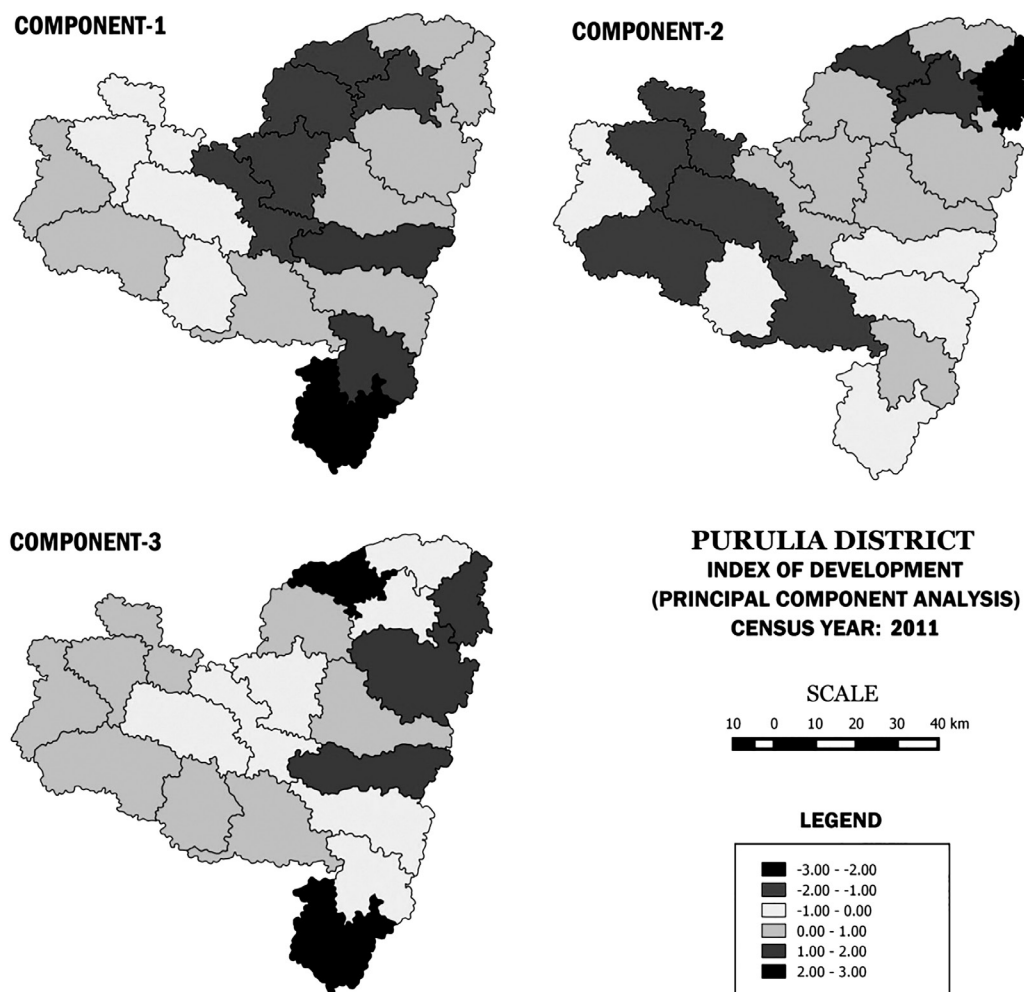 COMPONENT-1
COMPONENT-2
COMPONENT-3
PURULIA DISTRICT
INDEX OF DEVELOPMENT
(PRINCIPAL COMPONENT ANALYSIS)
CENSUS YEAR: 2011
SCALE
10 0 10 20 30 40 km
LEGEND
-3.00 - -2.00
-2.00 - -1.00
-1.00 - 0.00
0.00 - 1.00
1.00 - 2.00
2.00 - 3.00